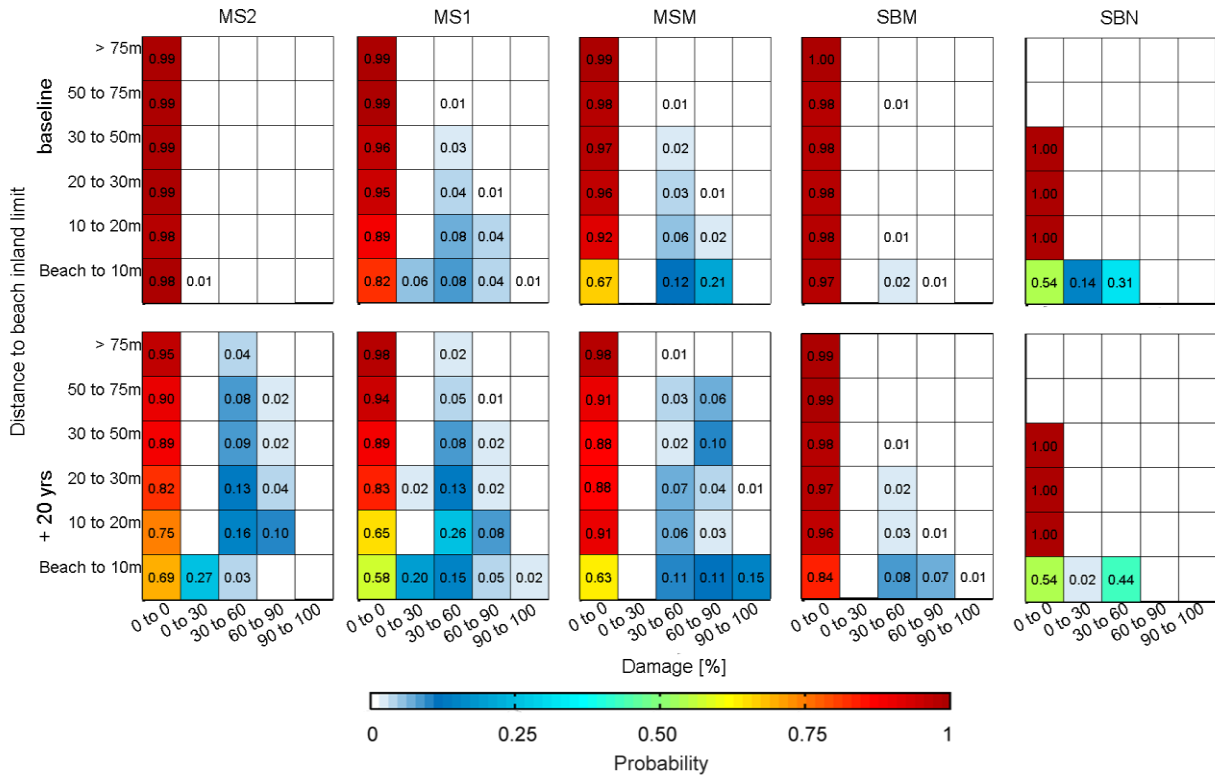 MS2 MS1 MSM SBM SBN
Distance to beach inland limit
baseline
> 75m 0.99 0.99 0.99 1.00
50 to 75m 0.99 0.99 0.01 0.98 0.01 0.98 0.01
30 to 50m 0.99 0.96 0.03 0.97 0.02 0.98 1.00
20 to 30m 0.99 0.95 0.04 0.01 0.96 0.03 0.01 0.98 1.00
10 to 20m 0.98 0.89 0.08 0.04 0.92 0.06 0.02 0.98 0.01 1.00
Beach to 10m 0.98 0.01 0.82 0.06 0.08 0.04 0.01 0.67 0.12 0.21 0.97 0.02 0.01 0.54 0.14 0.31
+ 20 yrs
> 75m 0.95 0.04 0.98 0.02 0.98 0.01 0.99
50 to 75m 0.90 0.08 0.02 0.94 0.05 0.01 0.91 0.03 0.06 0.99
30 to 50m 0.89 0.09 0.02 0.89 0.08 0.02 0.88 0.02 0.10 0.98 0.01 1.00
20 to 30m 0.82 0.13 0.04 0.83 0.02 0.13 0.02 0.88 0.07 0.04 0.01 0.97 0.02 1.00
10 to 20m 0.75 0.16 0.10 0.65 0.26 0.08 0.91 0.06 0.03 0.96 0.03 0.01 1.00
Beach to 10m 0.69 0.27 0.03 0.58 0.20 0.15 0.05 0.02 0.63 0.11 0.11 0.15 0.84 0.08 0.07 0.01 0.54 0.02 0.44
0 to 0 0 to 30 30 to 60 60 to 90 90 to 100 0 to 0 0 to 30 30 to 60 60 to 90 90 to 100 0 to 0 0 to 30 30 to 60 60 to 90 90 to 100 0 to 0 0 to 30 30 to 60 60 to 90 90 to 100 0 to 0 0 to 30 30 to 60 60 to 90 90 to 100
Damage [%]
0 0.25 0.50 0.75 1
Probability